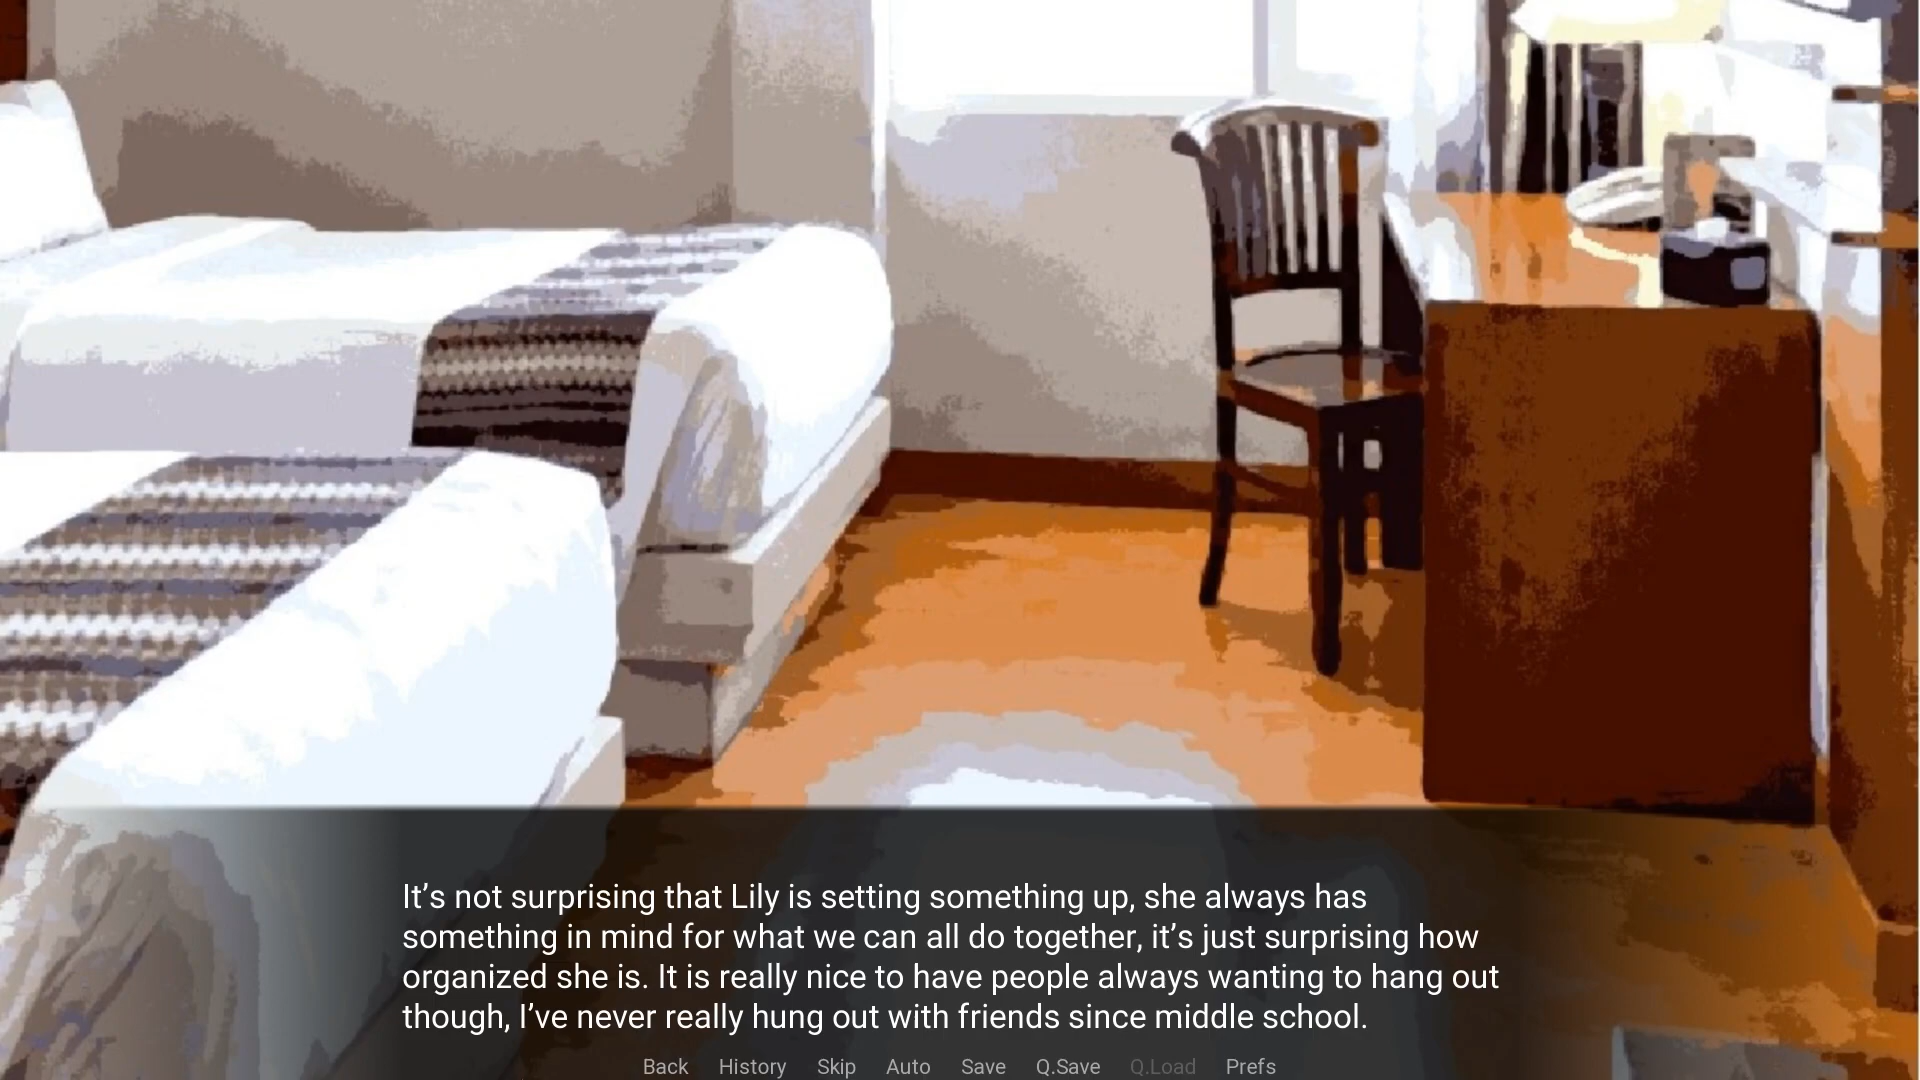 It’s not surprising that Lily is setting something up, she always has
something in mind for what we can all do together, it’s just surprising how
organized she is. It is really nice to have people always wanting to hang out
though, I’ve never really hung out with friends since middle school.
Back History Skip Auto Save Q.Save Q.Load Prefs